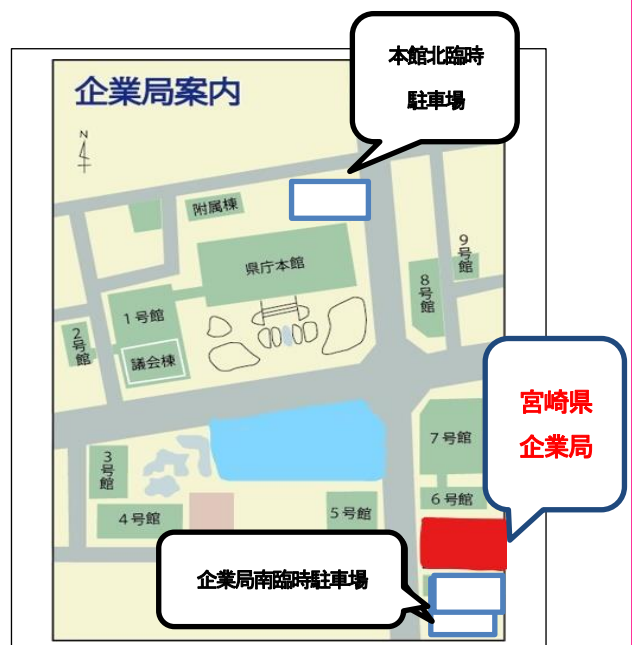 本館北臨時
駐車場
企業局案内
N
附属棟
県庁本館
9号館
8号館
1号館
2号館
議会棟
宮崎県
企業局
7号館
3号館
6号館
4号館
5号館
企業局南臨時駐車場